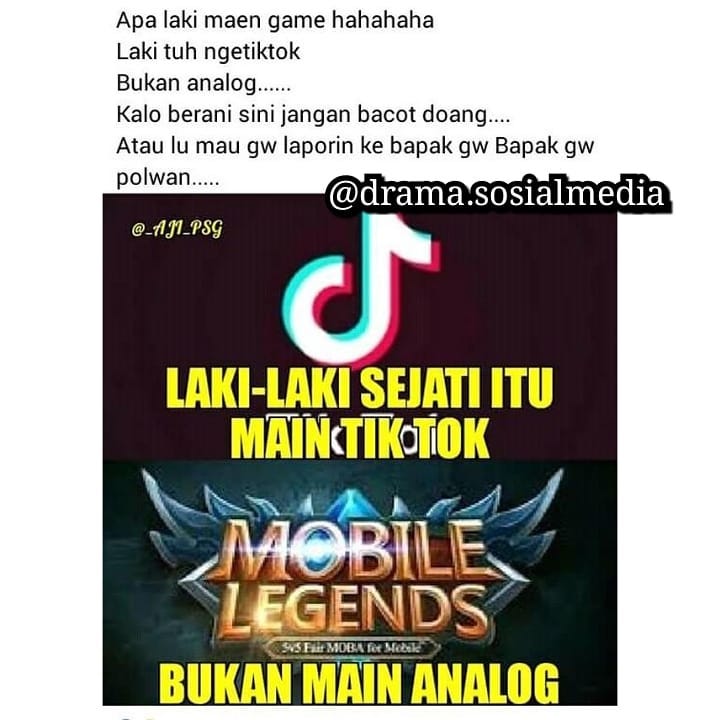 Apa laki maen game hahahaha
Laki tuh ngetiktok
Bukan analog......
Kalo berani sini jangan bacot doang....
Atau lu mau gw laporin ke bapak gw Bapak gw
polwan.....
@drama.sosialmedia
@_AJI_PSG
LAKI-LAKI SEJATI ITU
MAIN TIK TOK
MOBILE
LEGENDS
5v5 Fair MOBA for Mobile
BUKAN MAIN ANALOG